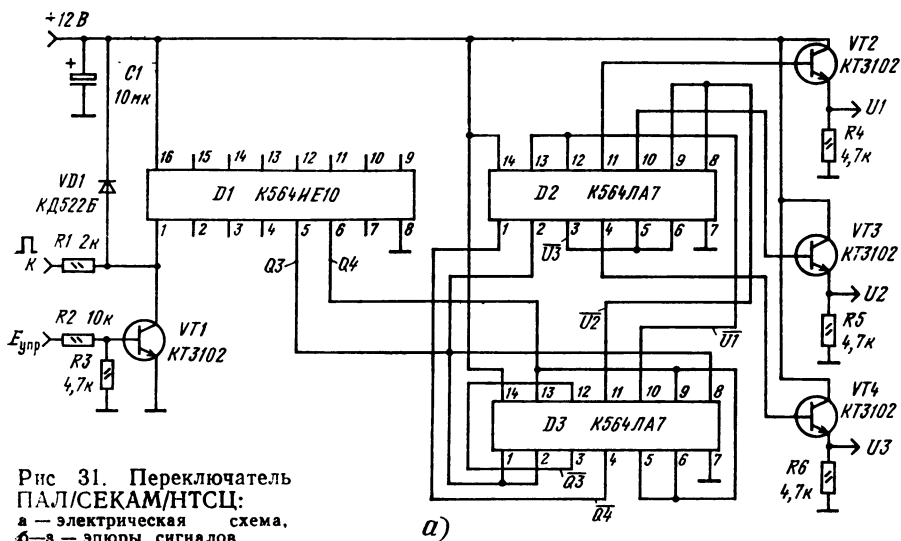 +12 В
VT2
КТ3102
+
C1
10мк
U1
R4
4,7к
16 15 14 13 12 11 10 9
14 13 12 11 10 9 8
VD1
КД522Б
D1 К564ИЕ10
D2 К564ЛА7
1 2 3 4 5 6 7 8
1 2 3 4 5 6 7
VT3
КТ3102
R1 2к
К
Q3
Q4
U3
U2
R2 10к
Eупр
VT1
КТ3102
U2
U1
R5
4,7к
R3
4,7к
VT4
КТ3102
14 13 12 11 10 9 8
D3 К564ЛА7
U3
1 2 3 4 5 6 7
Q3
R6
4,7к
Q4
Рис 31. Переключатель
ПАЛ/СЕКАМ/НТСЦ:
а — электрическая схема,
б—з — эпюры сигналов
а)